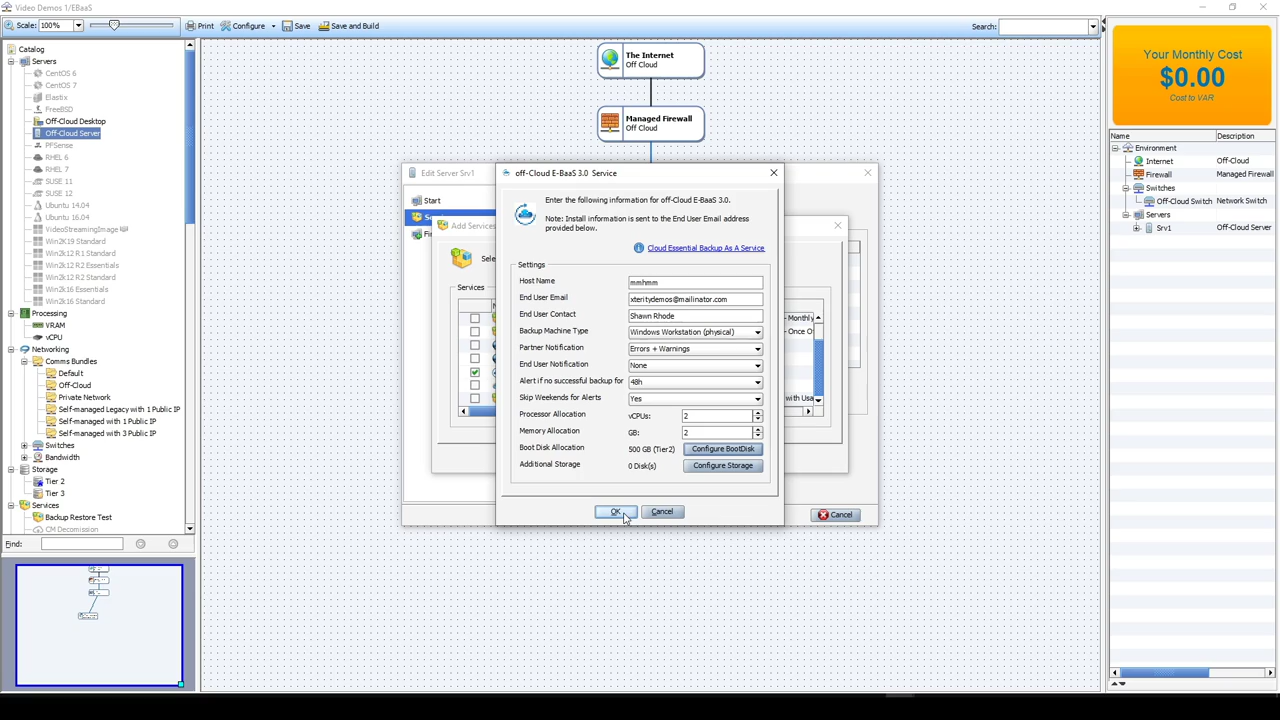 Video Demos 1/EBaaS
Scale: 100%
Print
Configure
Save
Save and Build
Search:
Catalog
Servers
CentOS 6
CentOS 7
Elastix
FreeBSD
Off-Cloud Desktop
Off-Cloud Server
PFSense
RHEL 6
RHEL 7
SUSE 11
SUSE 12
Ubuntu 14.04
Ubuntu 16.04
VideoStreamingImage
Win2K19 Standard
Win2k12 R1 Standard
Win2k12 R2 Essentials
Win2k12 R2 Standard
Win2k16 Essentials
Win2k16 Standard
Processing
VRAM
vCPU
Networking
Comms Bundles
Default
Off-Cloud
Private Network
Self-managed Legacy with 1 Public IP
Self-managed with 1 Public IP
Self-managed with 3 Public IP
Switches
Bandwidth
Storage
Tier 2
Tier 3
Services
Backup Restore Test
CM Decomission
Find:
The Internet
Off Cloud
Managed Firewall
Off Cloud
Edit Server Srv1
Start
Add Services
Services
- Monthly
- Once
with Usa
Cancel
off-Cloud E-BaaS 3.0 Service
Enter the following information for off-Cloud E-BaaS 3.0.
Note: Install information is sent to the End User Email address
provided below.
Cloud Essential Backup As A Service
Settings
Host Name mmhmm
End User Email xteritydemos@mailinator.com
End User Contact Shawn Rhode
Backup Machine Type Windows Workstation (physical)
Partner Notification Errors + Warnings
End User Notification None
Alert if no successful backup for 48h
Skip Weekends for Alerts Yes
Processor Allocation vCPUs: 2
Memory Allocation GB: 2
Boot Disk Allocation 500 GB (Tier2) Configure BootDisk
Additional Storage 0 Disk(s) Configure Storage
OK Cancel
Your Monthly Cost
$0.00
Cost to VAR
Name Description
Environment
Internet Off-Cloud
Firewall Managed Firewall
Switches
Off-Cloud Switch Network Switch
Servers
Srv1 Off-Cloud Server